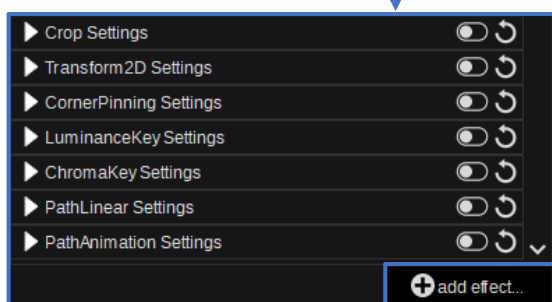 Crop Settings
Transform2D Settings
CornerPinning Settings
LuminanceKey Settings
ChromaKey Settings
PathLinear Settings
PathAnimation Settings
add effect...